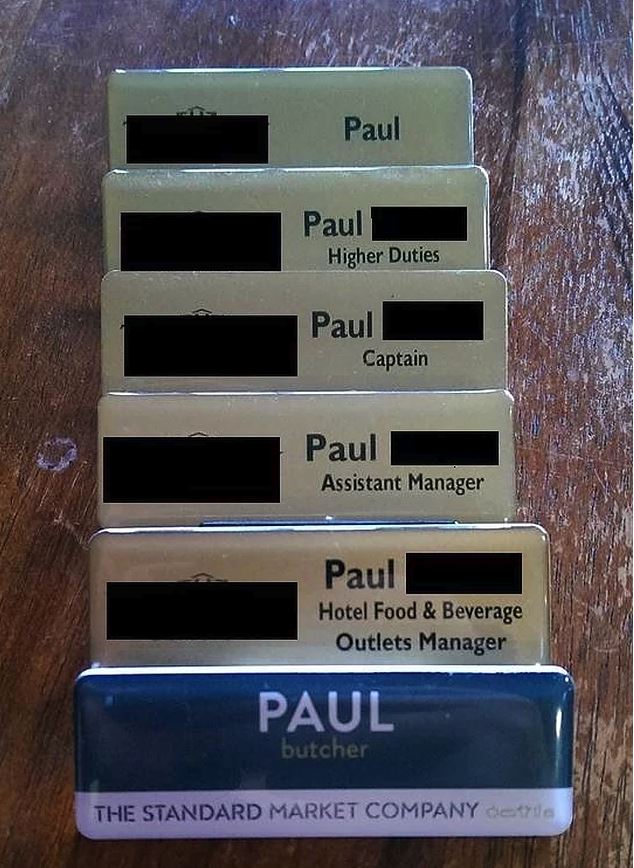 Paul
Paul
Higher Duties
Paul
Captain
Paul
Assistant Manager
Paul
Hotel Food & Beverage
Outlets Manager
PAUL
butcher
THE STANDARD MARKET COMPANY